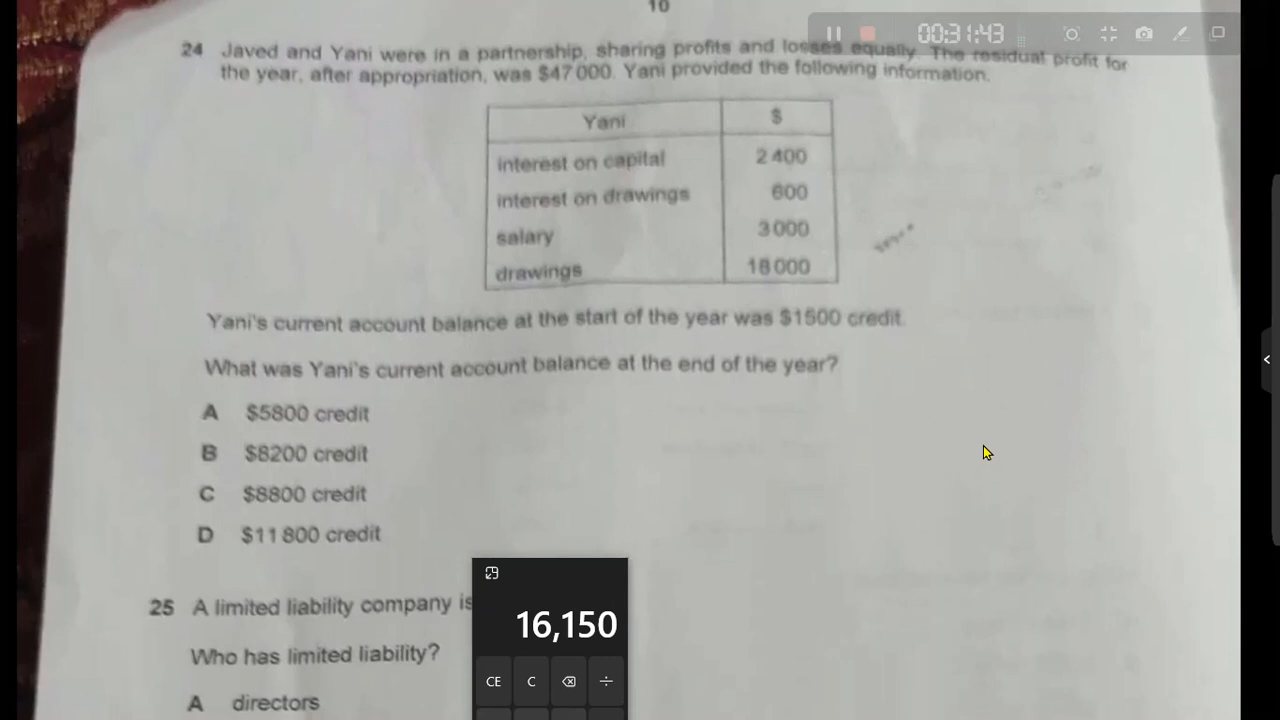 10
00:31:43
24 Javed and Yani were in a partnership, sharing profits and losses equally. The residual profit for
the year, after appropriation, was $47 000. Yani provided the following information.
Yani $
interest on capital 2 400
interest on drawings 600
salary 3 000
drawings 18 000
Yani's current account balance at the start of the year was $1500 credit.
What was Yani's current account balance at the end of the year?
A $5800 credit
B $8200 credit
C $8800 credit
D $11 800 credit
25 A limited liability company is
16,150
Who has limited liability?
CE C ÷
A directors